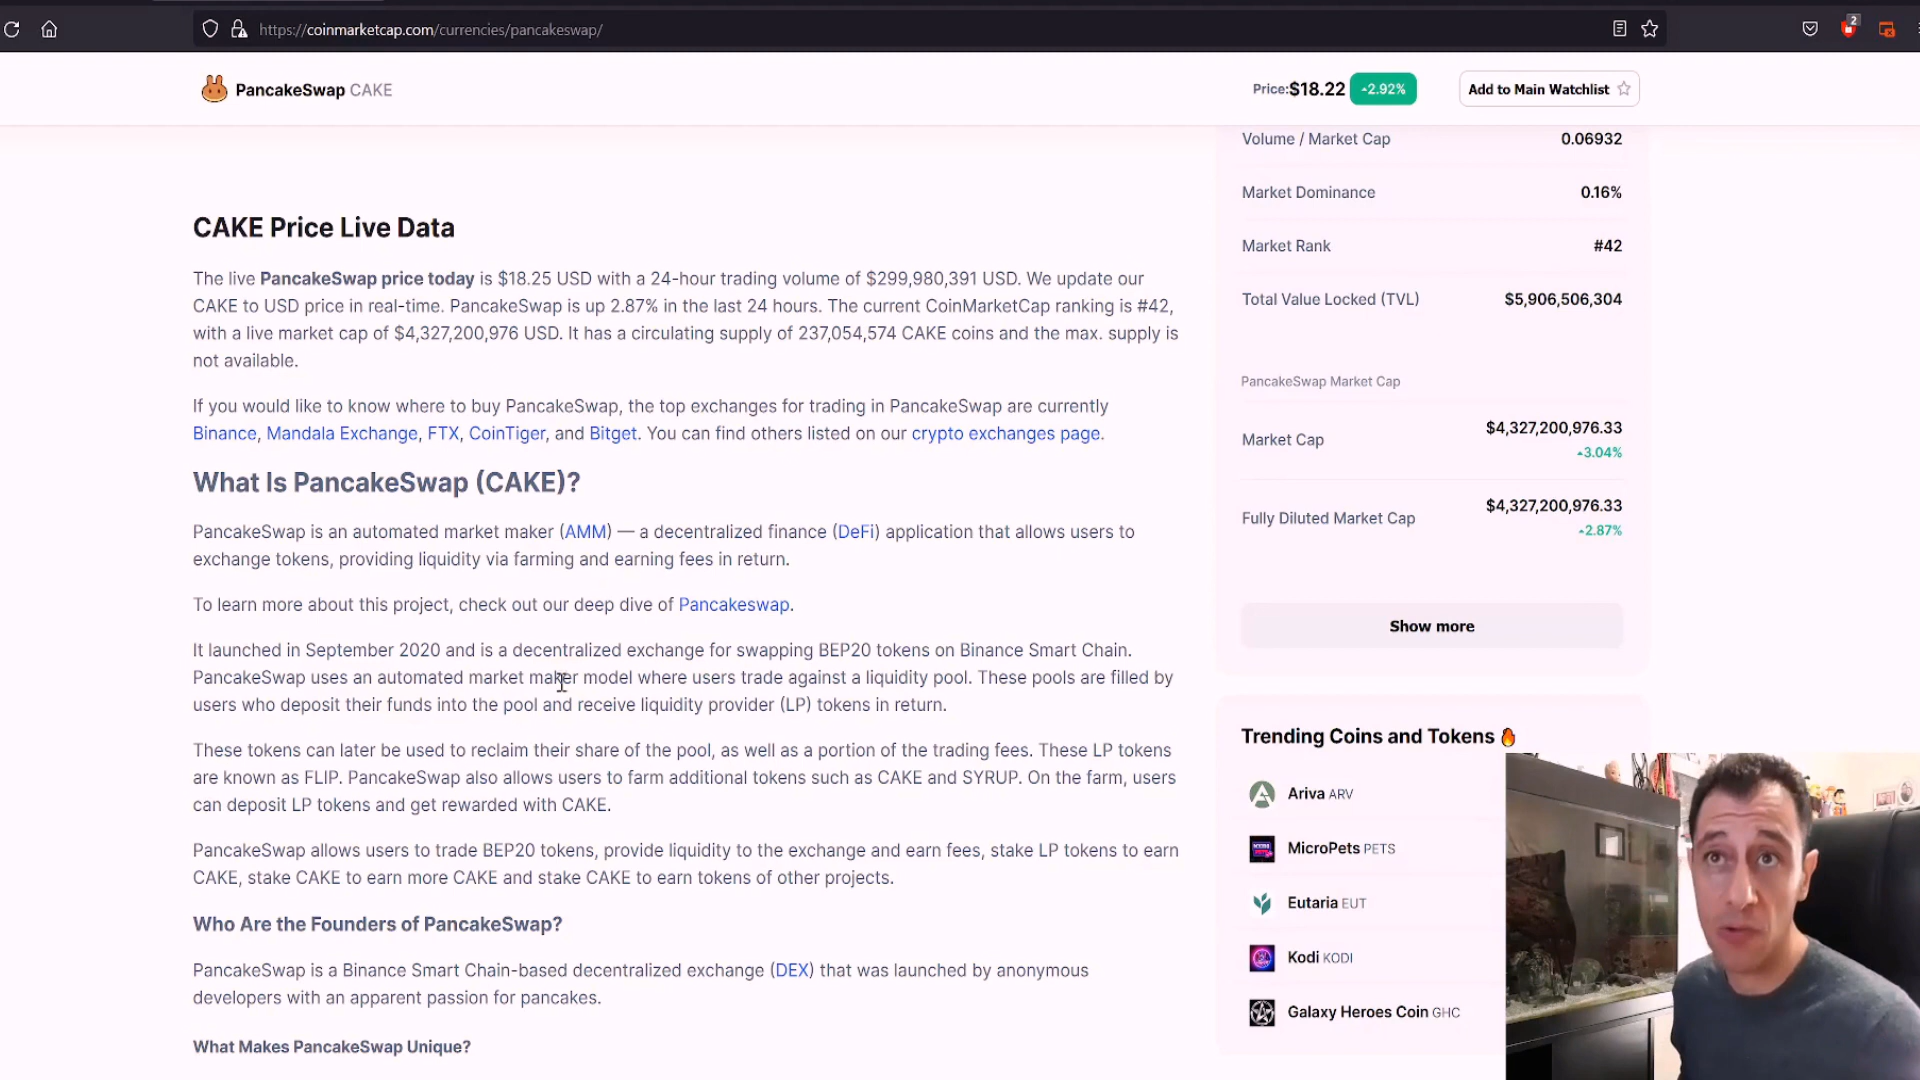 https://coinmarketcap.com/currencies/pancakeswap/
2
PancakeSwap CAKE
Price:$18.22
2.92%
Add to Main Watchlist
CAKE Price Live Data
The live PancakeSwap price today is $18.25 USD with a 24-hour trading volume of $299,980,391 USD. We update our
CAKE to USD price in real-time. PancakeSwap is up 2.87% in the last 24 hours. The current CoinMarketCap ranking is #42,
with a live market cap of $4,327,200,976 USD. It has a circulating supply of 237,054,574 CAKE coins and the max. supply is
not available.
If you would like to know where to buy PancakeSwap, the top exchanges for trading in PancakeSwap are currently
Binance, Mandala Exchange, FTX, CoinTiger, and Bitget. You can find others listed on our crypto exchanges page.
What Is PancakeSwap (CAKE)?
PancakeSwap is an automated market maker (AMM) — a decentralized finance (DeFi) application that allows users to
exchange tokens, providing liquidity via farming and earning fees in return.
To learn more about this project, check out our deep dive of Pancakeswap.
It launched in September 2020 and is a decentralized exchange for swapping BEP20 tokens on Binance Smart Chain.
PancakeSwap uses an automated market maker model where users trade against a liquidity pool. These pools are filled by
users who deposit their funds into the pool and receive liquidity provider (LP) tokens in return.
These tokens can later be used to reclaim their share of the pool, as well as a portion of the trading fees. These LP tokens
are known as FLIP. PancakeSwap also allows users to farm additional tokens such as CAKE and SYRUP. On the farm, users
can deposit LP tokens and get rewarded with CAKE.
PancakeSwap allows users to trade BEP20 tokens, provide liquidity to the exchange and earn fees, stake LP tokens to earn
CAKE, stake CAKE to earn more CAKE and stake CAKE to earn tokens of other projects.
Who Are the Founders of PancakeSwap?
PancakeSwap is a Binance Smart Chain-based decentralized exchange (DEX) that was launched by anonymous
developers with an apparent passion for pancakes.
What Makes PancakeSwap Unique?
Volume / Market Cap 0.06932
Market Dominance 0.16%
Market Rank #42
Total Value Locked (TVL) $5,906,506,304
PancakeSwap Market Cap
Market Cap $4,327,200,976.33
3.04%
Fully Diluted Market Cap $4,327,200,976.33
2.87%
Show more
Trending Coins and Tokens
Ariva ARV
MicroPets PETS
Eutaria EUT
Kodi KODI
Galaxy Heroes Coin GHC